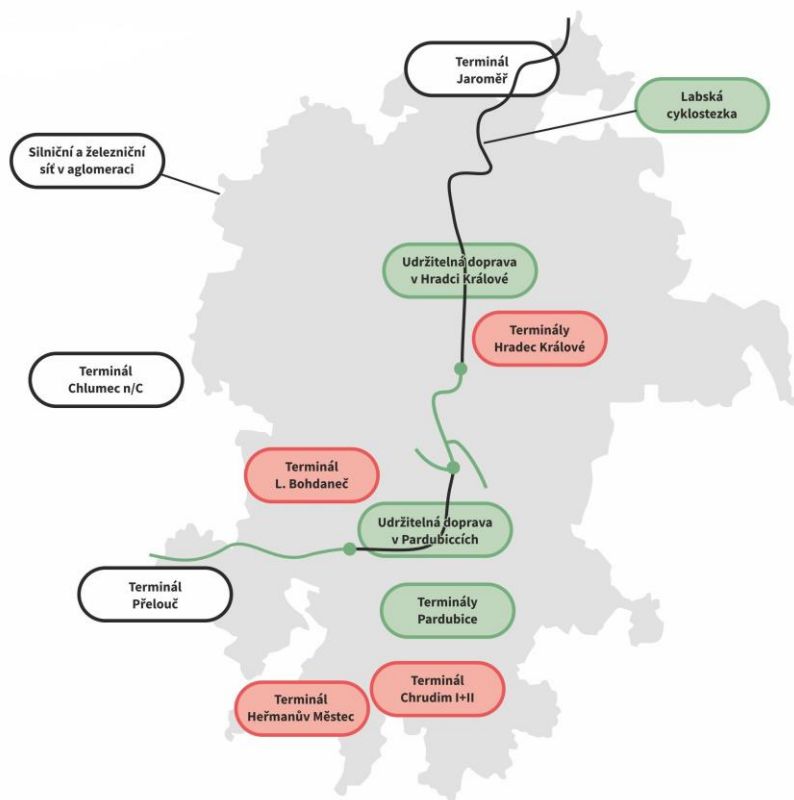 Terminál
Jaroměř
Labská
cyklostezka
Silniční a železniční
síť v aglomeraci
Udržitelná doprava
v Hradci Králové
Terminály
Hradec Králové
Terminál
Chlumec n/C
Terminál
L. Bohdaneč
Udržitelná doprava
v Pardubiccích
Terminál
Přelouč
Terminály
Pardubice
Terminál
Chrudim I+II
Terminál
Heřmanův Městec